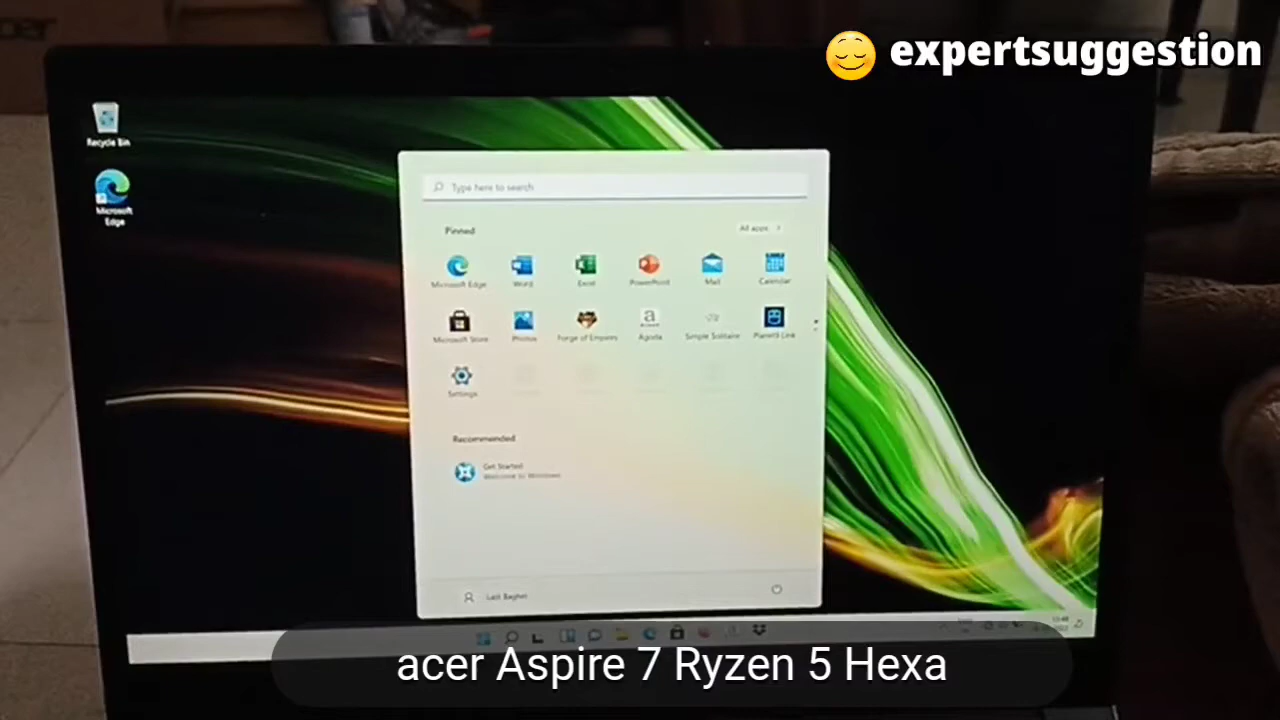 expertsuggestion
Recycle Bin
Microsoft
Edge
Type here to search
Pinned
All apps
Microsoft Edge
Word
Excel
PowerPoint
Mail
Calendar
Microsoft Store
Photos
Forge of Empires
Agoda
Simple Solitaire
Planet9 Link
Settings
Recommended
Get Started
Welcome to Windows
acer Aspire 7 Ryzen 5 Hexa